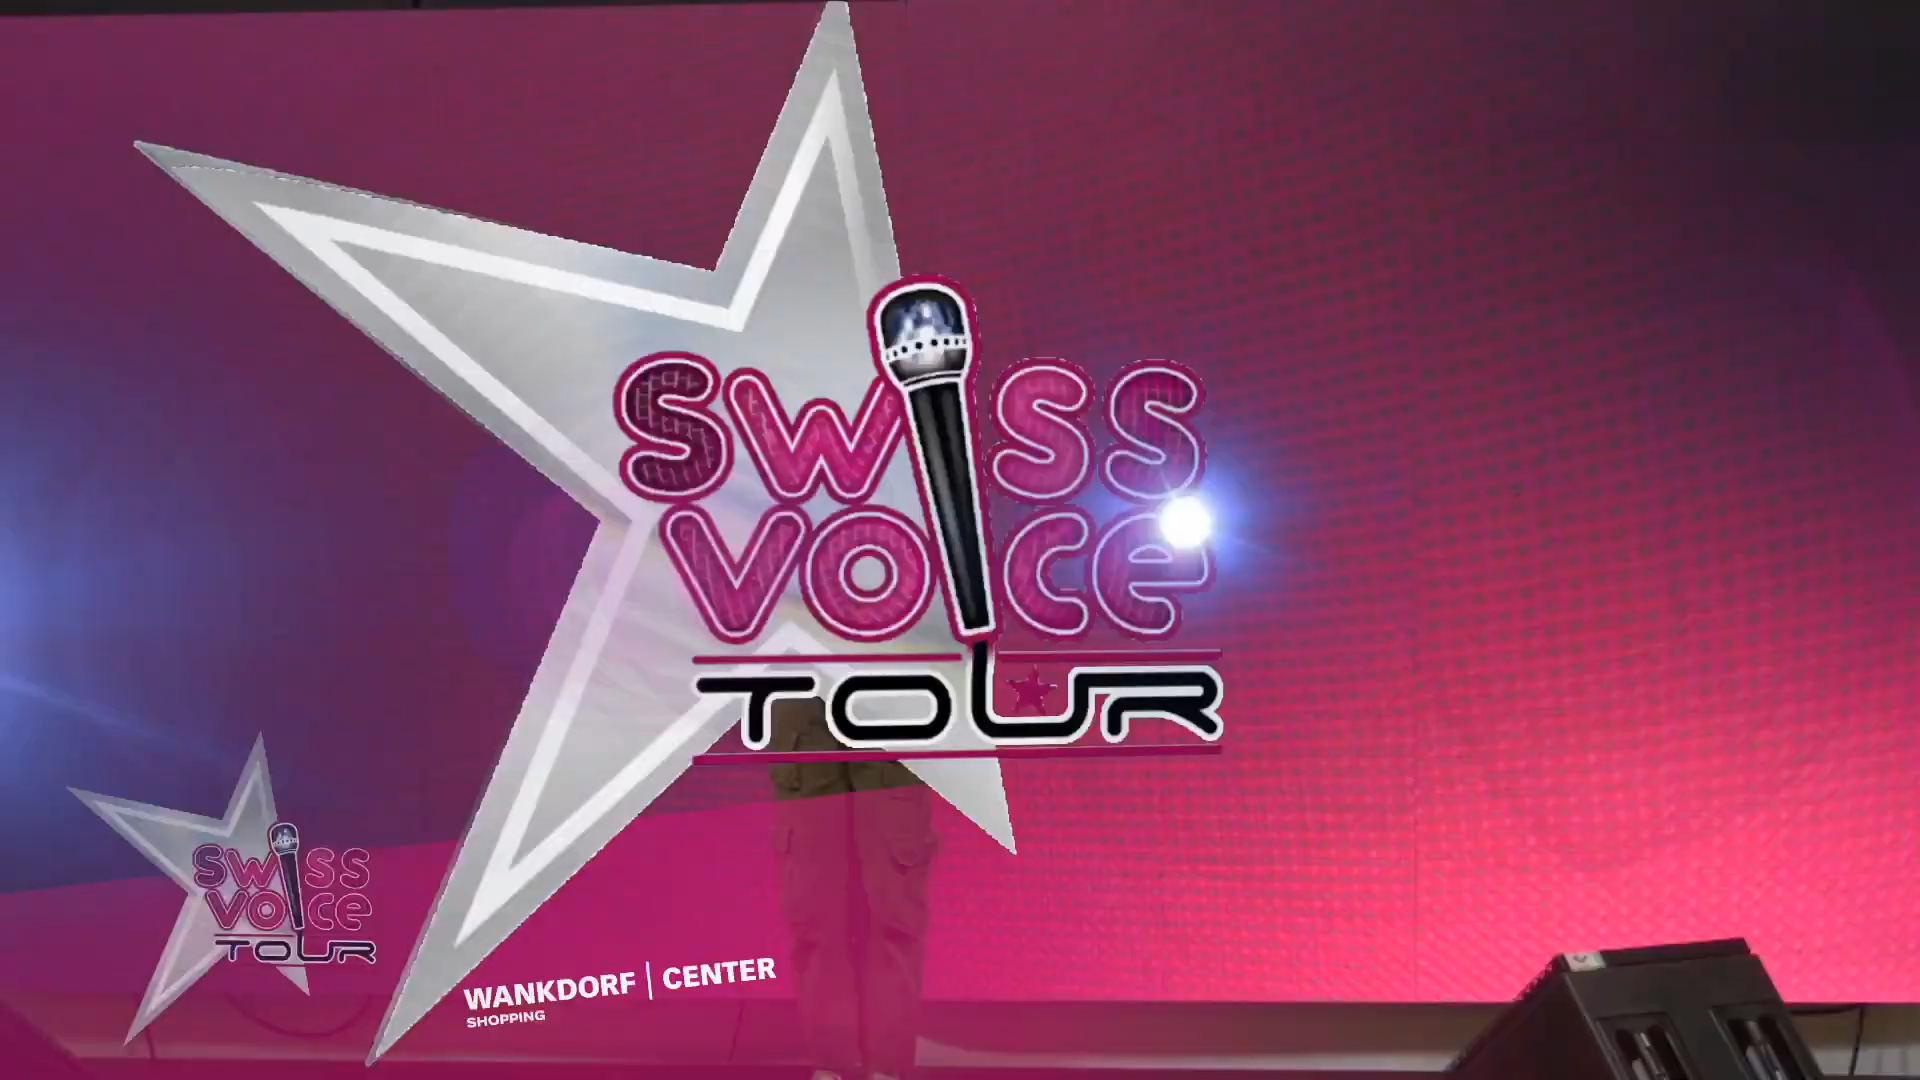 SWISS
VOICE
TOUR
SWISS
VOICE
TOUR
WANKDORF | CENTER
SHOPPING